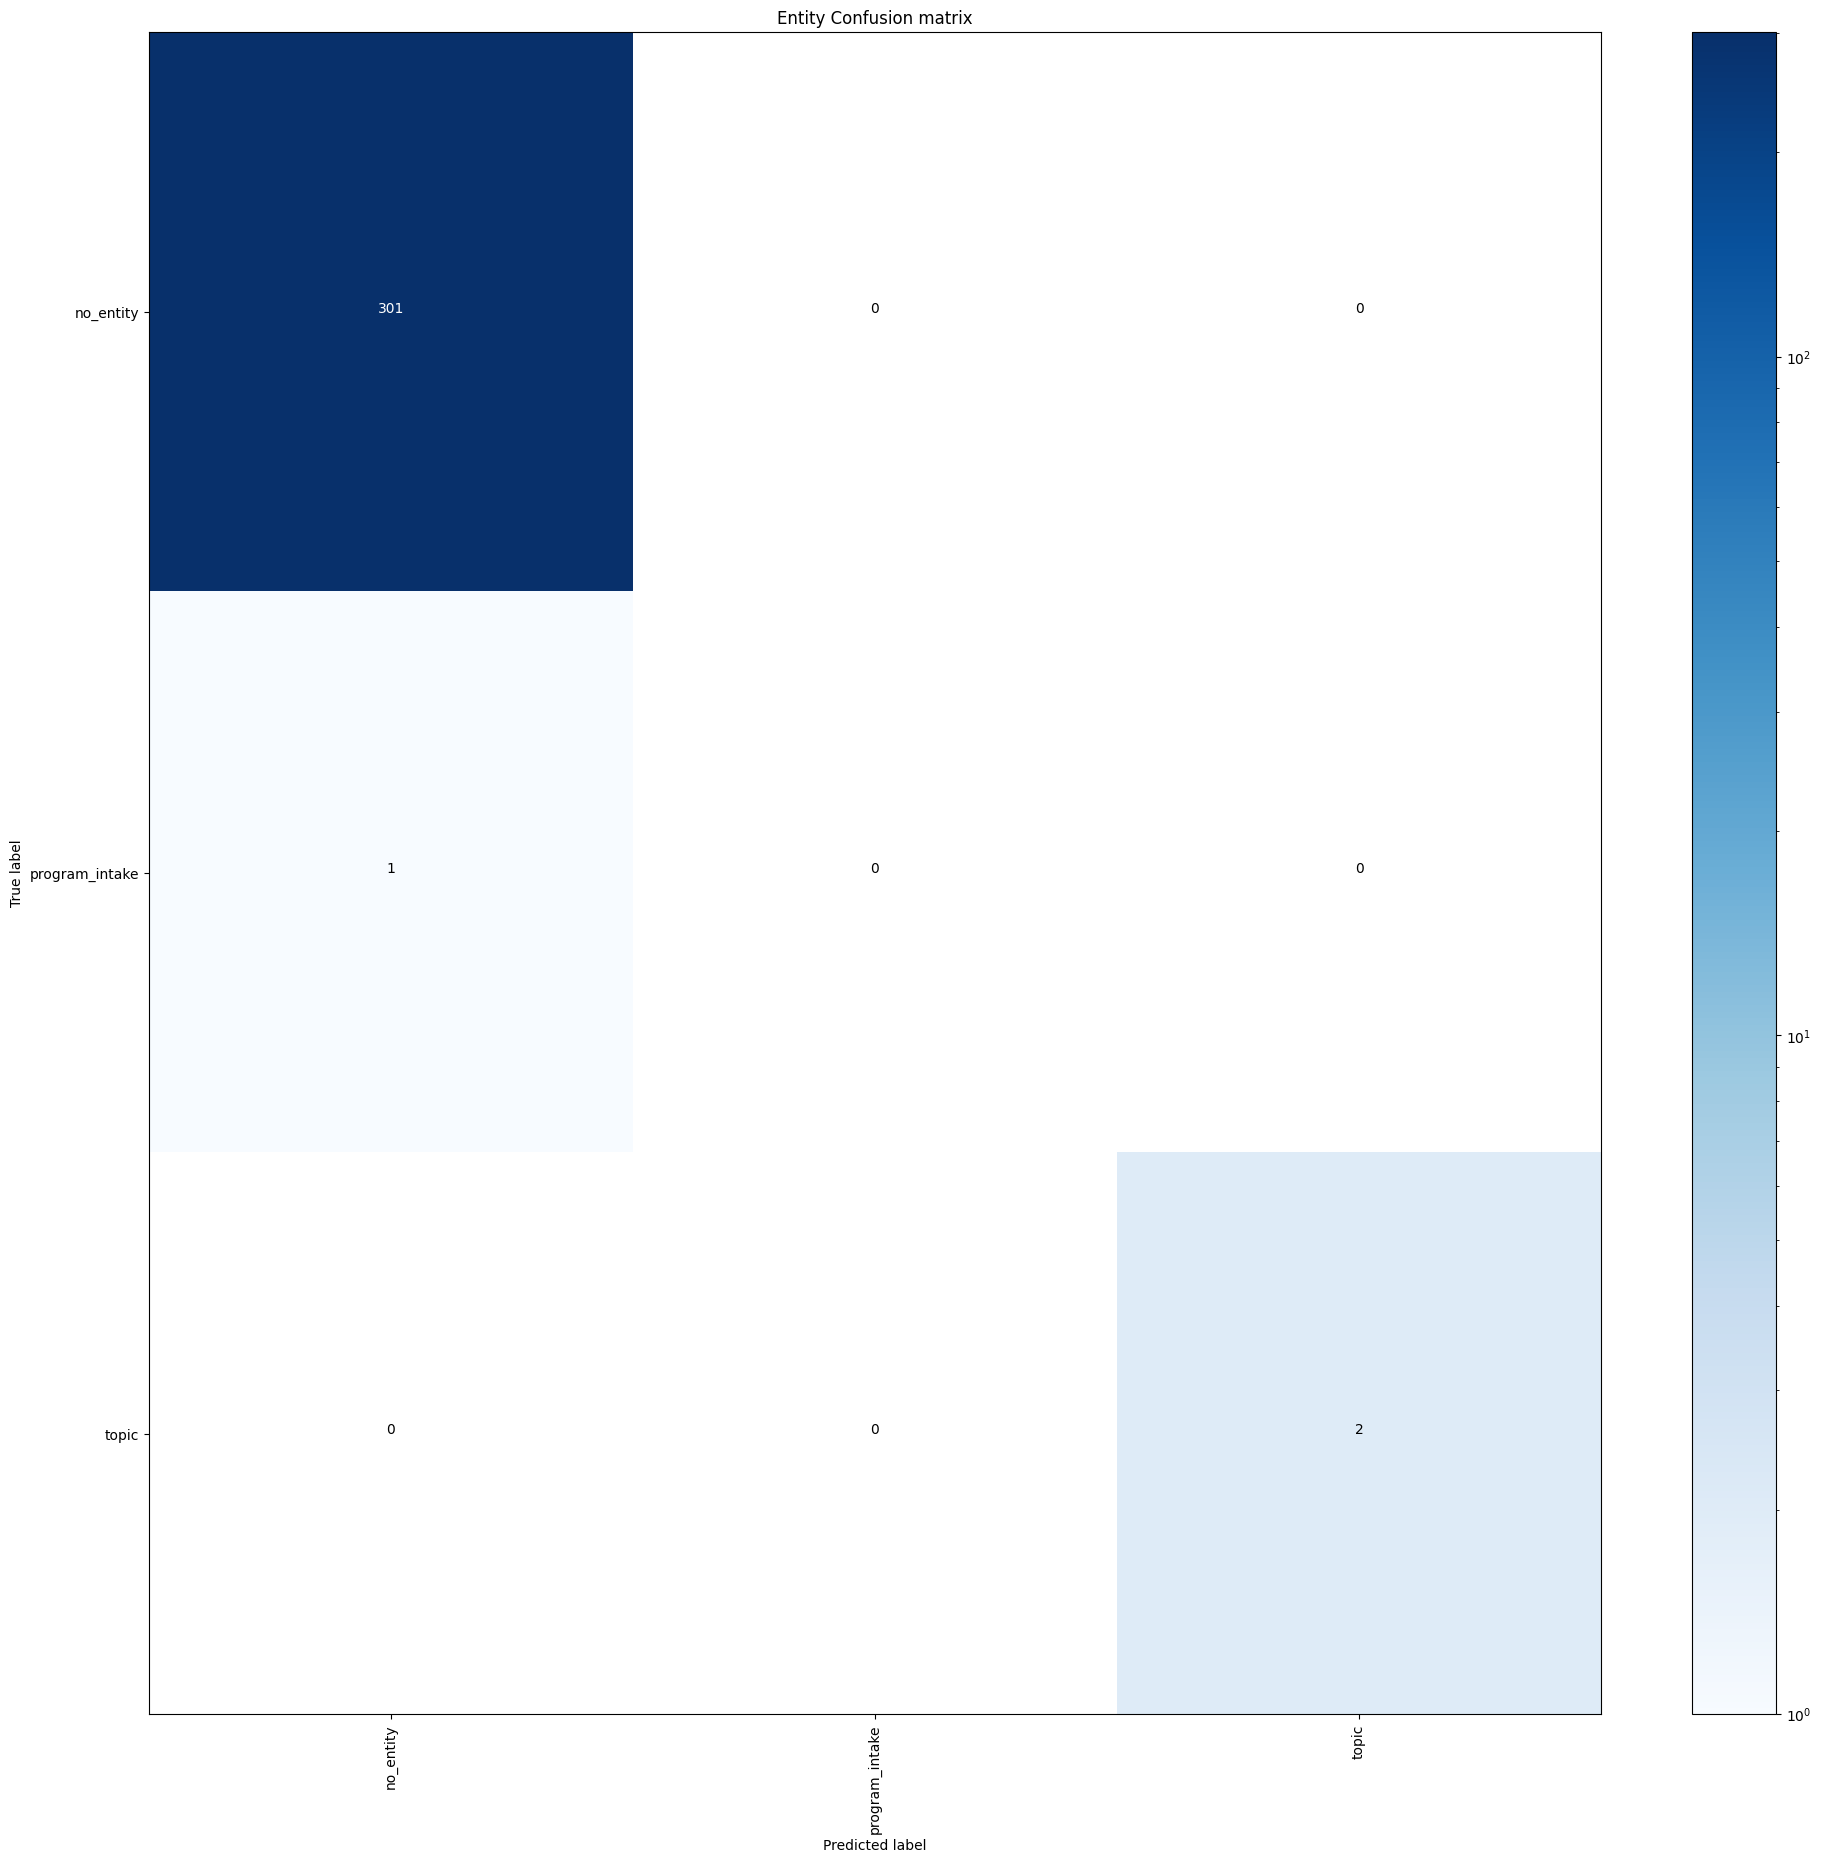 Entity Confusion matrix
True label
no_entity
program_intake
topic
301 0 0
1 0 0
0 0 2
no_entity
program_intake
topic
Predicted label
10²
10¹
10⁰